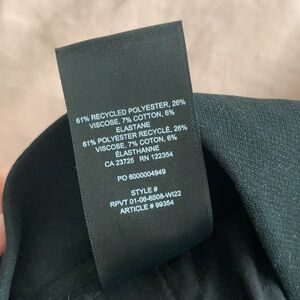 61% RECYCLED POLYESTER, 26%
VISCOSE, 7% COTTON, 6%
ELASTANE
61% POLYESTER RECYCLÉ, 26%
VISCOSE, 7% COTON, 6%
ÉLASTHANNE
CA 23725 RN 122354
PO 6000004949
STYLE #
RPVT 01-06-6508-WI22
ARTICLE # 99354